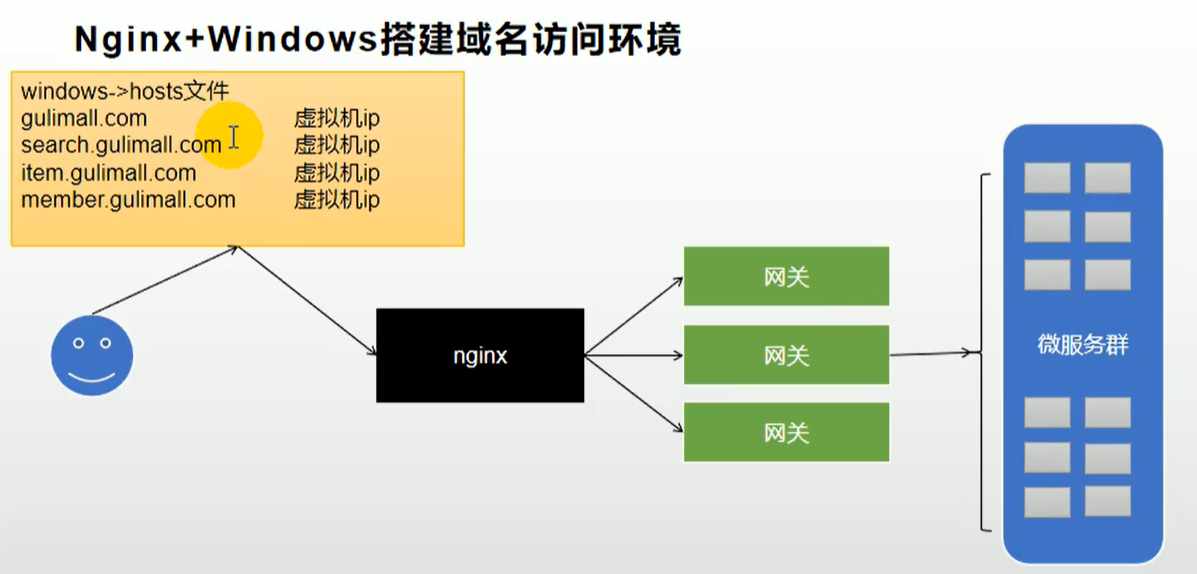 Nginx+Windows搭建域名访问环境
windows->hosts文件
gulimall.com 虚拟机ip
search.gulimall.com 虚拟机ip
item.gulimall.com 虚拟机ip
member.gulimall.com 虚拟机ip
网关
nginx
网关
网关
微服务群